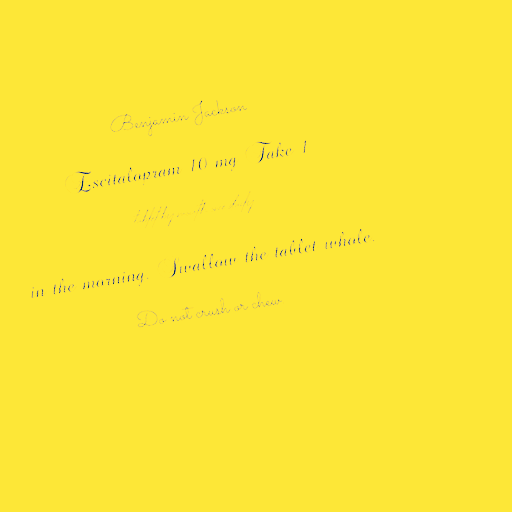 Benjamin Jackson
Escitalopram 10 mg Take 1
in the morning. Swallow the tablet whole.
Do not crush or chew